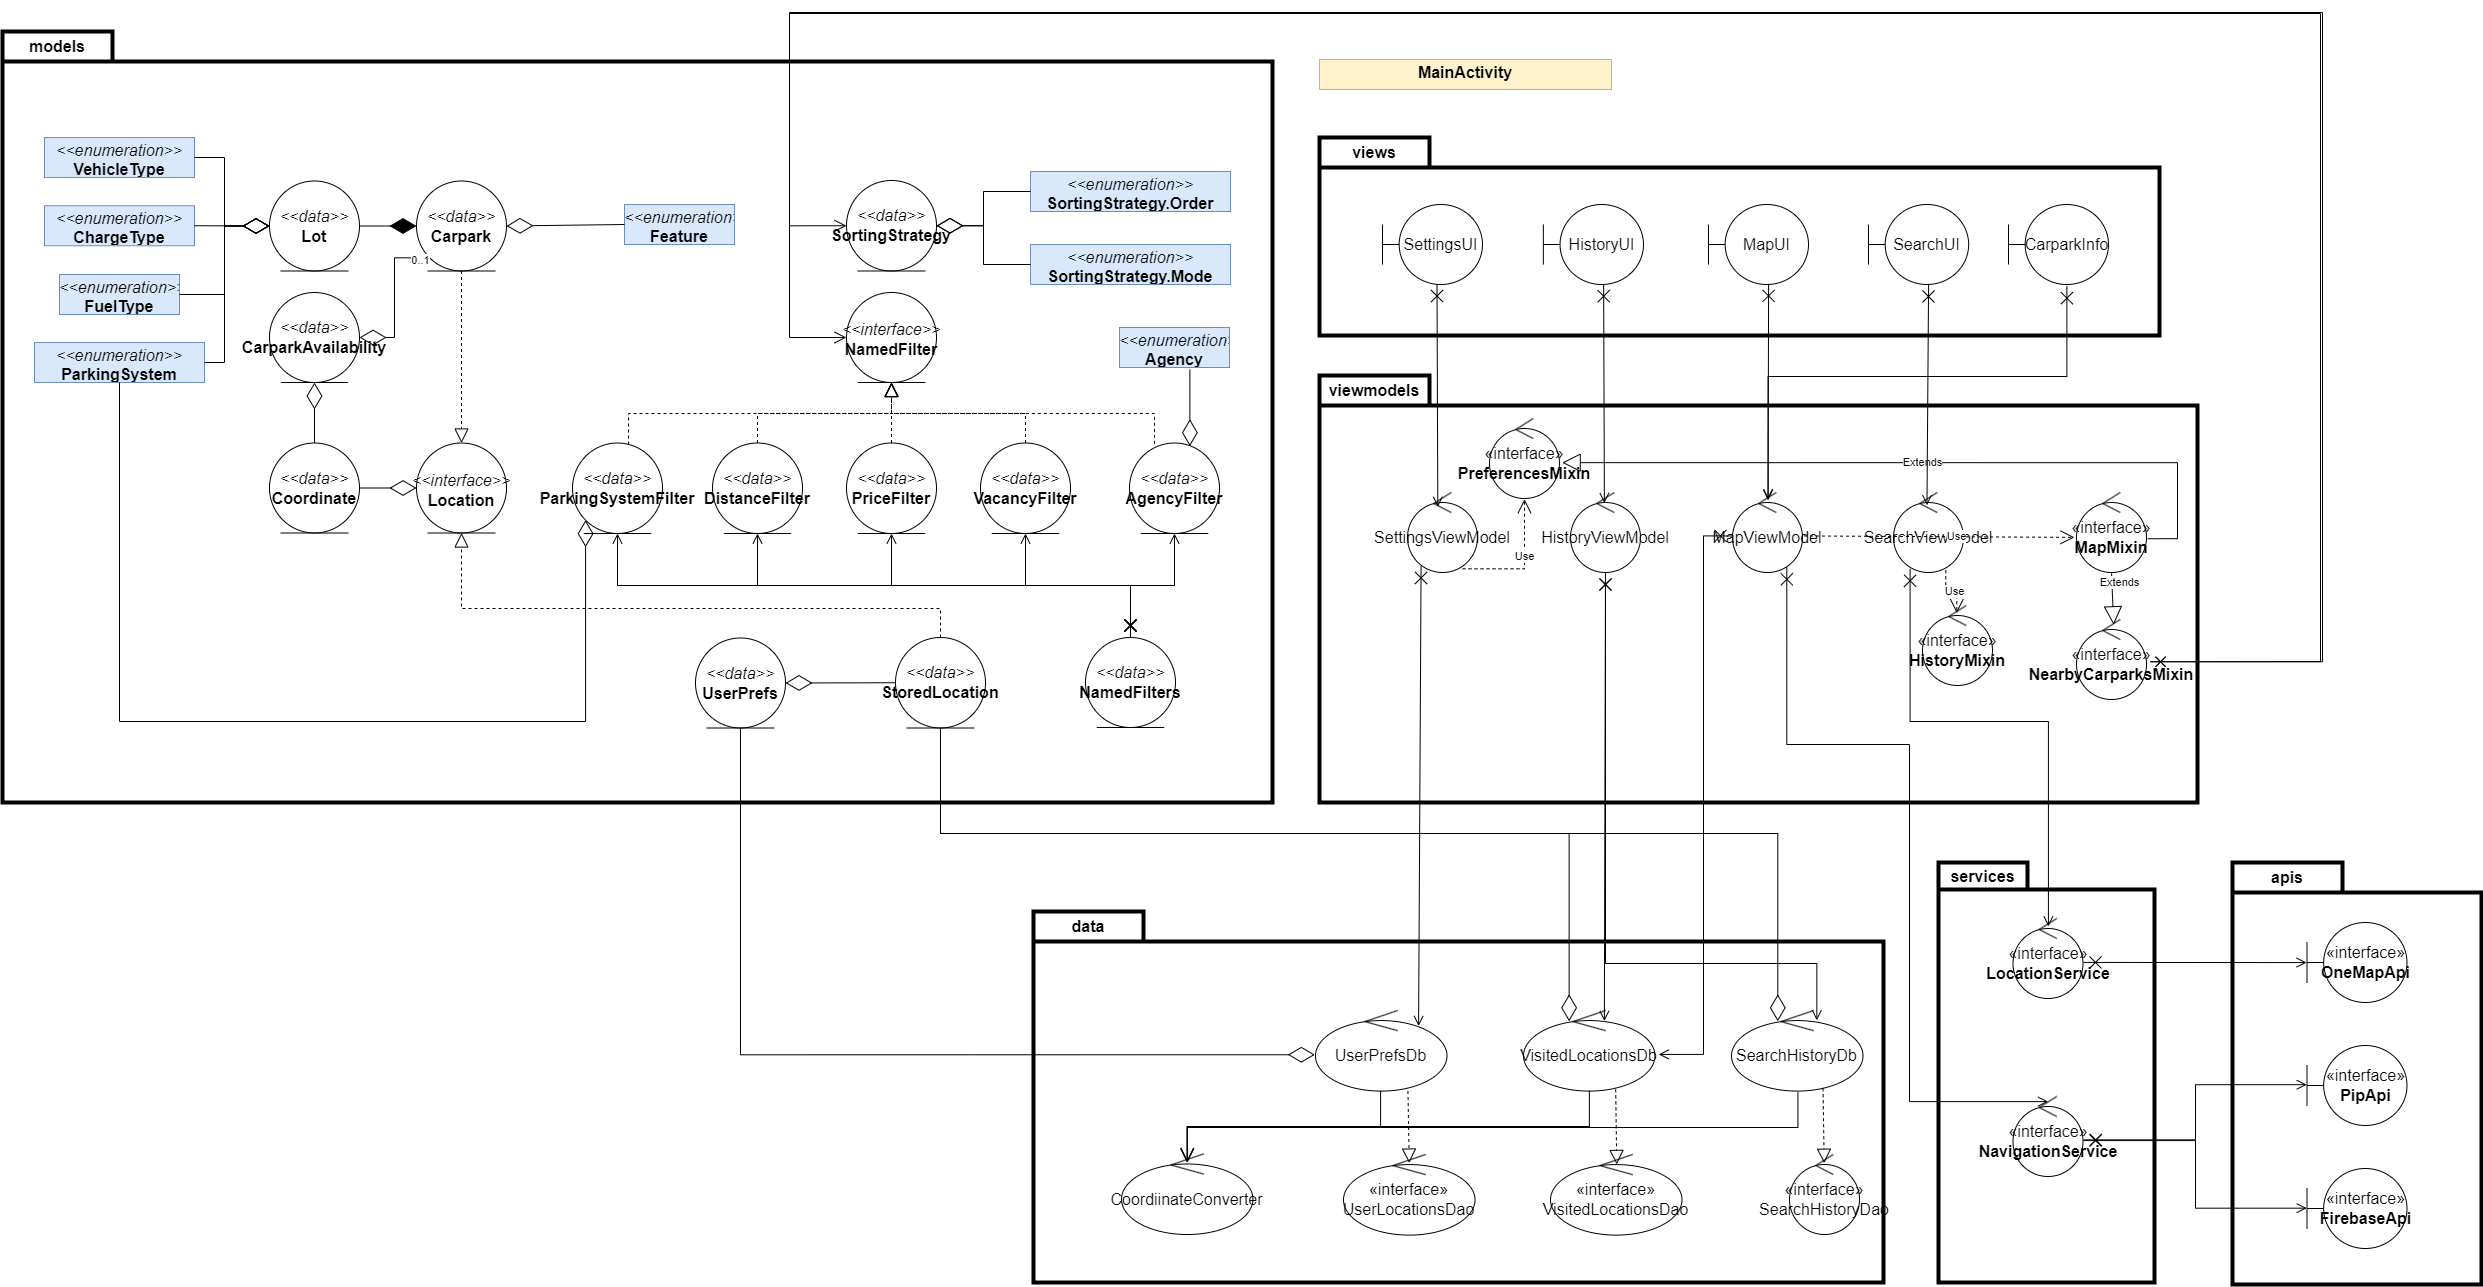 models
<<enumeration>>
VehicleType
<<enumeration>>
ChargeType
<<enumeration>>
FuelType
<<enumeration>>
ParkingSystem
<<data>>
Lot
<<data>>
Carpark
0..1
<<enumeration
Feature
<<data>>
CarparkAvailability
<<data>>
Coordinate
<<interface>>
Location
<<data>>
SortingStrategy
<<enumeration>>
SortingStrategy.Order
<<enumeration>>
SortingStrategy.Mode
<<interface>>
NamedFilter
<<enumeration
Agency
<<data>>
ParkingSystemFilter
<<data>>
DistanceFilter
<<data>>
PriceFilter
<<data>>
VacancyFilter
<<data>>
AgencyFilter
<<data>>
UserPrefs
<<data>>
StoredLocation
<<data>>
NamedFilters
MainActivity
views
SettingsUI
HistoryUI
MapUI
SearchUI
CarparkInfo
viewmodels
«interface»
PreferencesMixin
Extends
SettingsViewModel
Use
HistoryViewModel
MapViewModel
SearchViewModel
Use
«interface»
MapMixin
Extends
Use
«interface»
HistoryMixin
«interface»
NearbyCarparksMixin
data
UserPrefsDb
VisitedLocationsDb
SearchHistoryDb
CoordiinateConverter
«interface»
UserLocationsDao
«interface»
VisitedLocationsDao
«interface»
SearchHistoryDao
services
«interface»
LocationService
«interface»
NavigationService
apis
«interface»
OneMapApi
«interface»
PipApi
«interface»
FirebaseApi